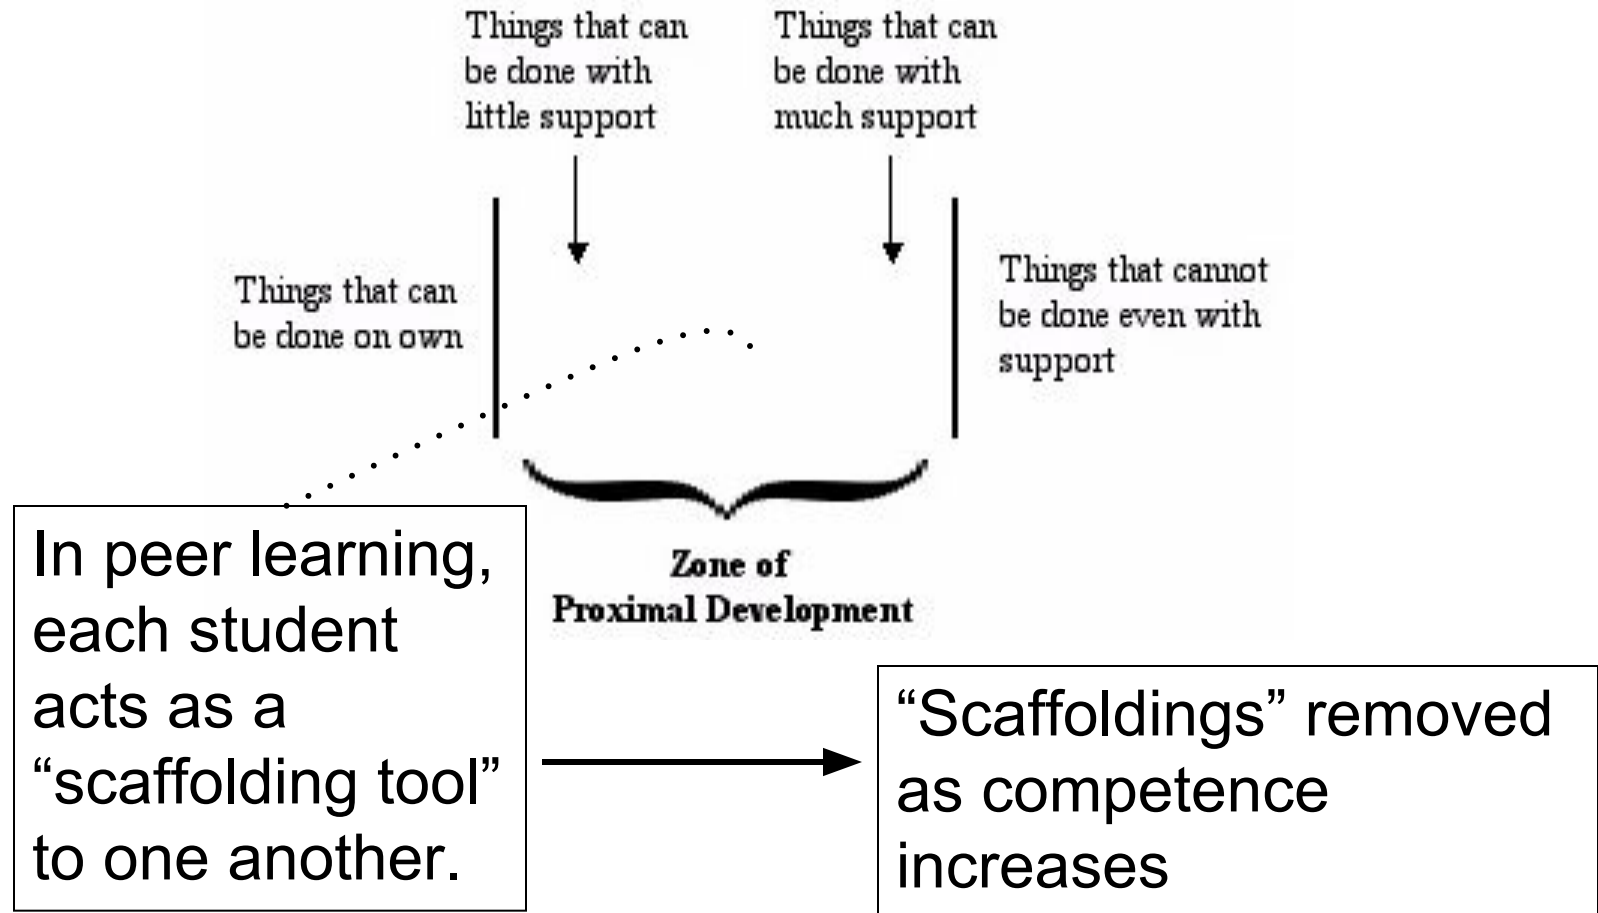 Things that can
be done with
little support
Things that can
be done with
much support
Things that can
be done on own
Things that cannot
be done even with
support
Zone of
Proximal Development
In peer learning,
each student
acts as a
“scaffolding tool”
to one another.
“Scaffoldings” removed
as competence
increases